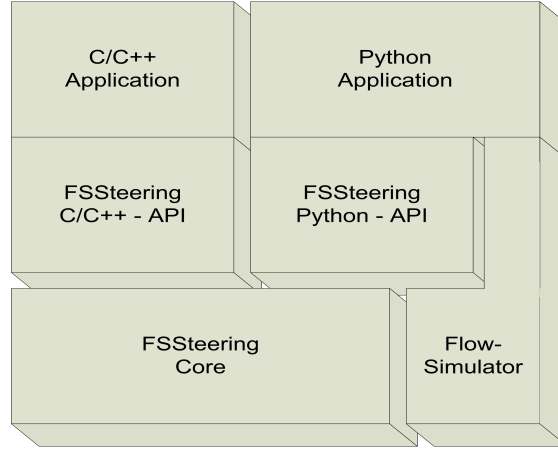 C/C++
Application
Python
Application
FSSteering
C/C++ - API
FSSteering
Python - API
FSSteering
Core
Flow-
Simulator